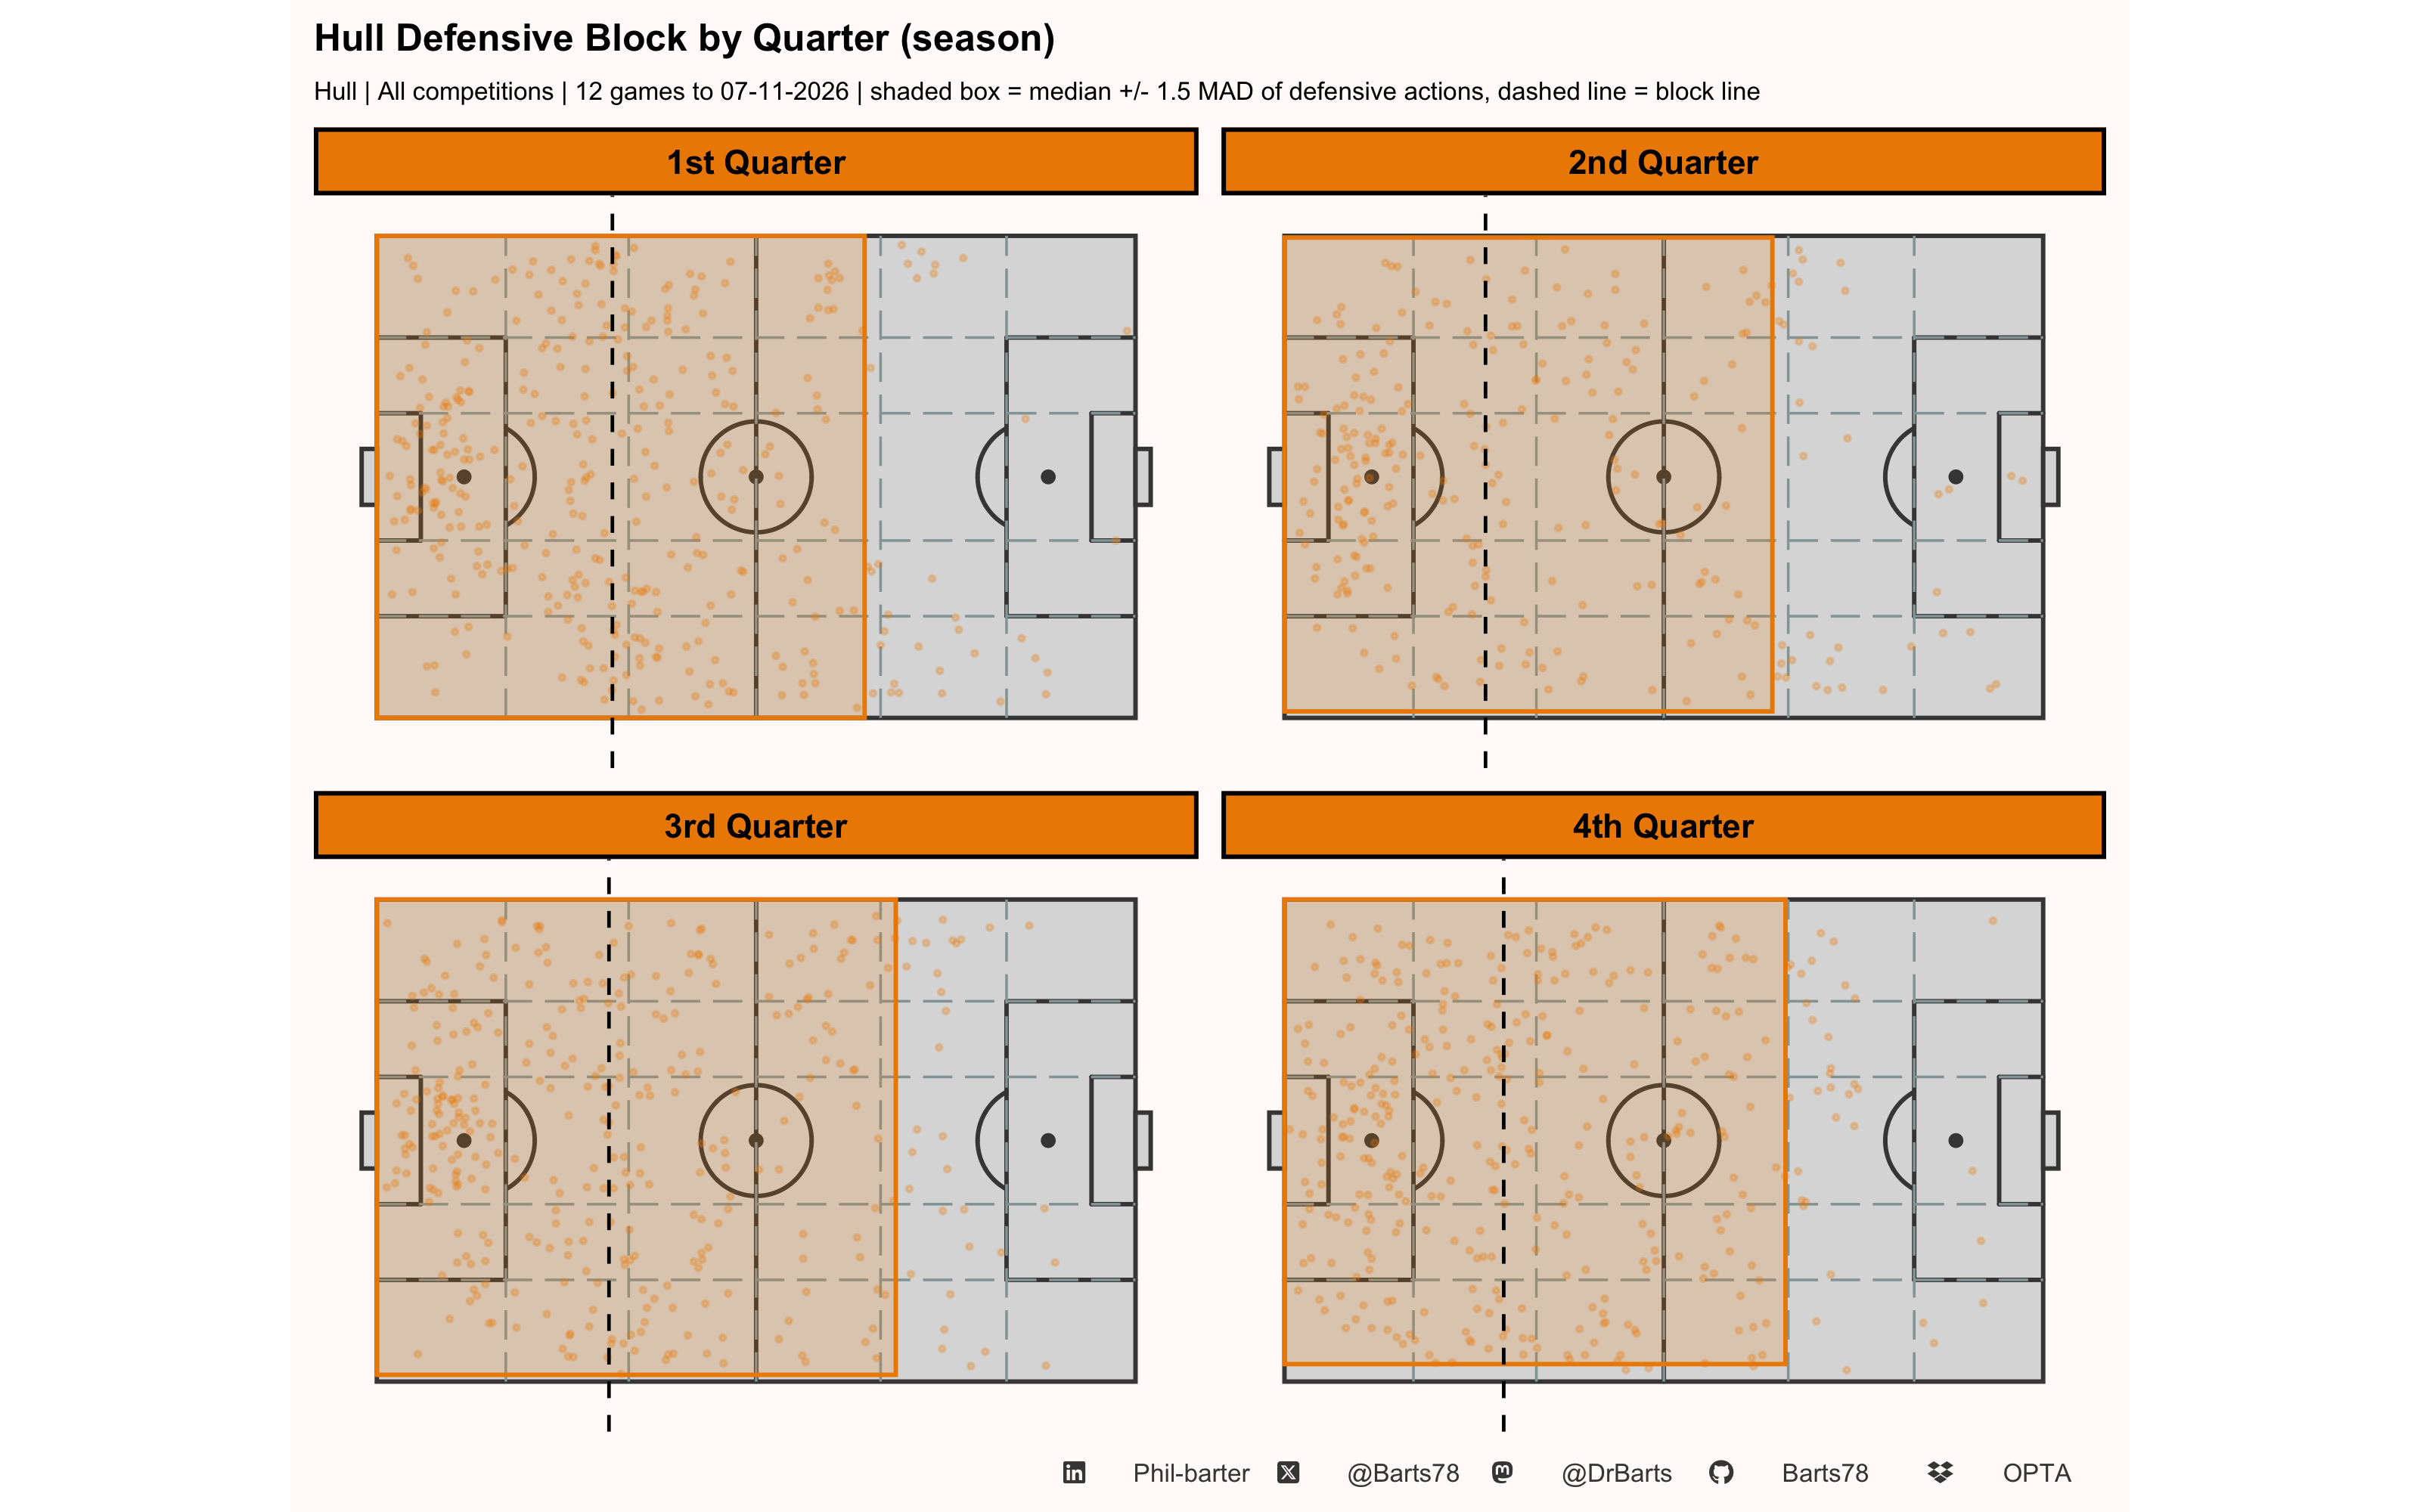 Hull Defensive Block by Quarter (season)
Hull | All competitions | 12 games to 07-11-2026 | shaded box = median +/- 1.5 MAD of defensive actions, dashed line = block line
1st Quarter
2nd Quarter
3rd Quarter
4th Quarter
Phil-barter @Barts78 @DrBarts Barts78 OPTA